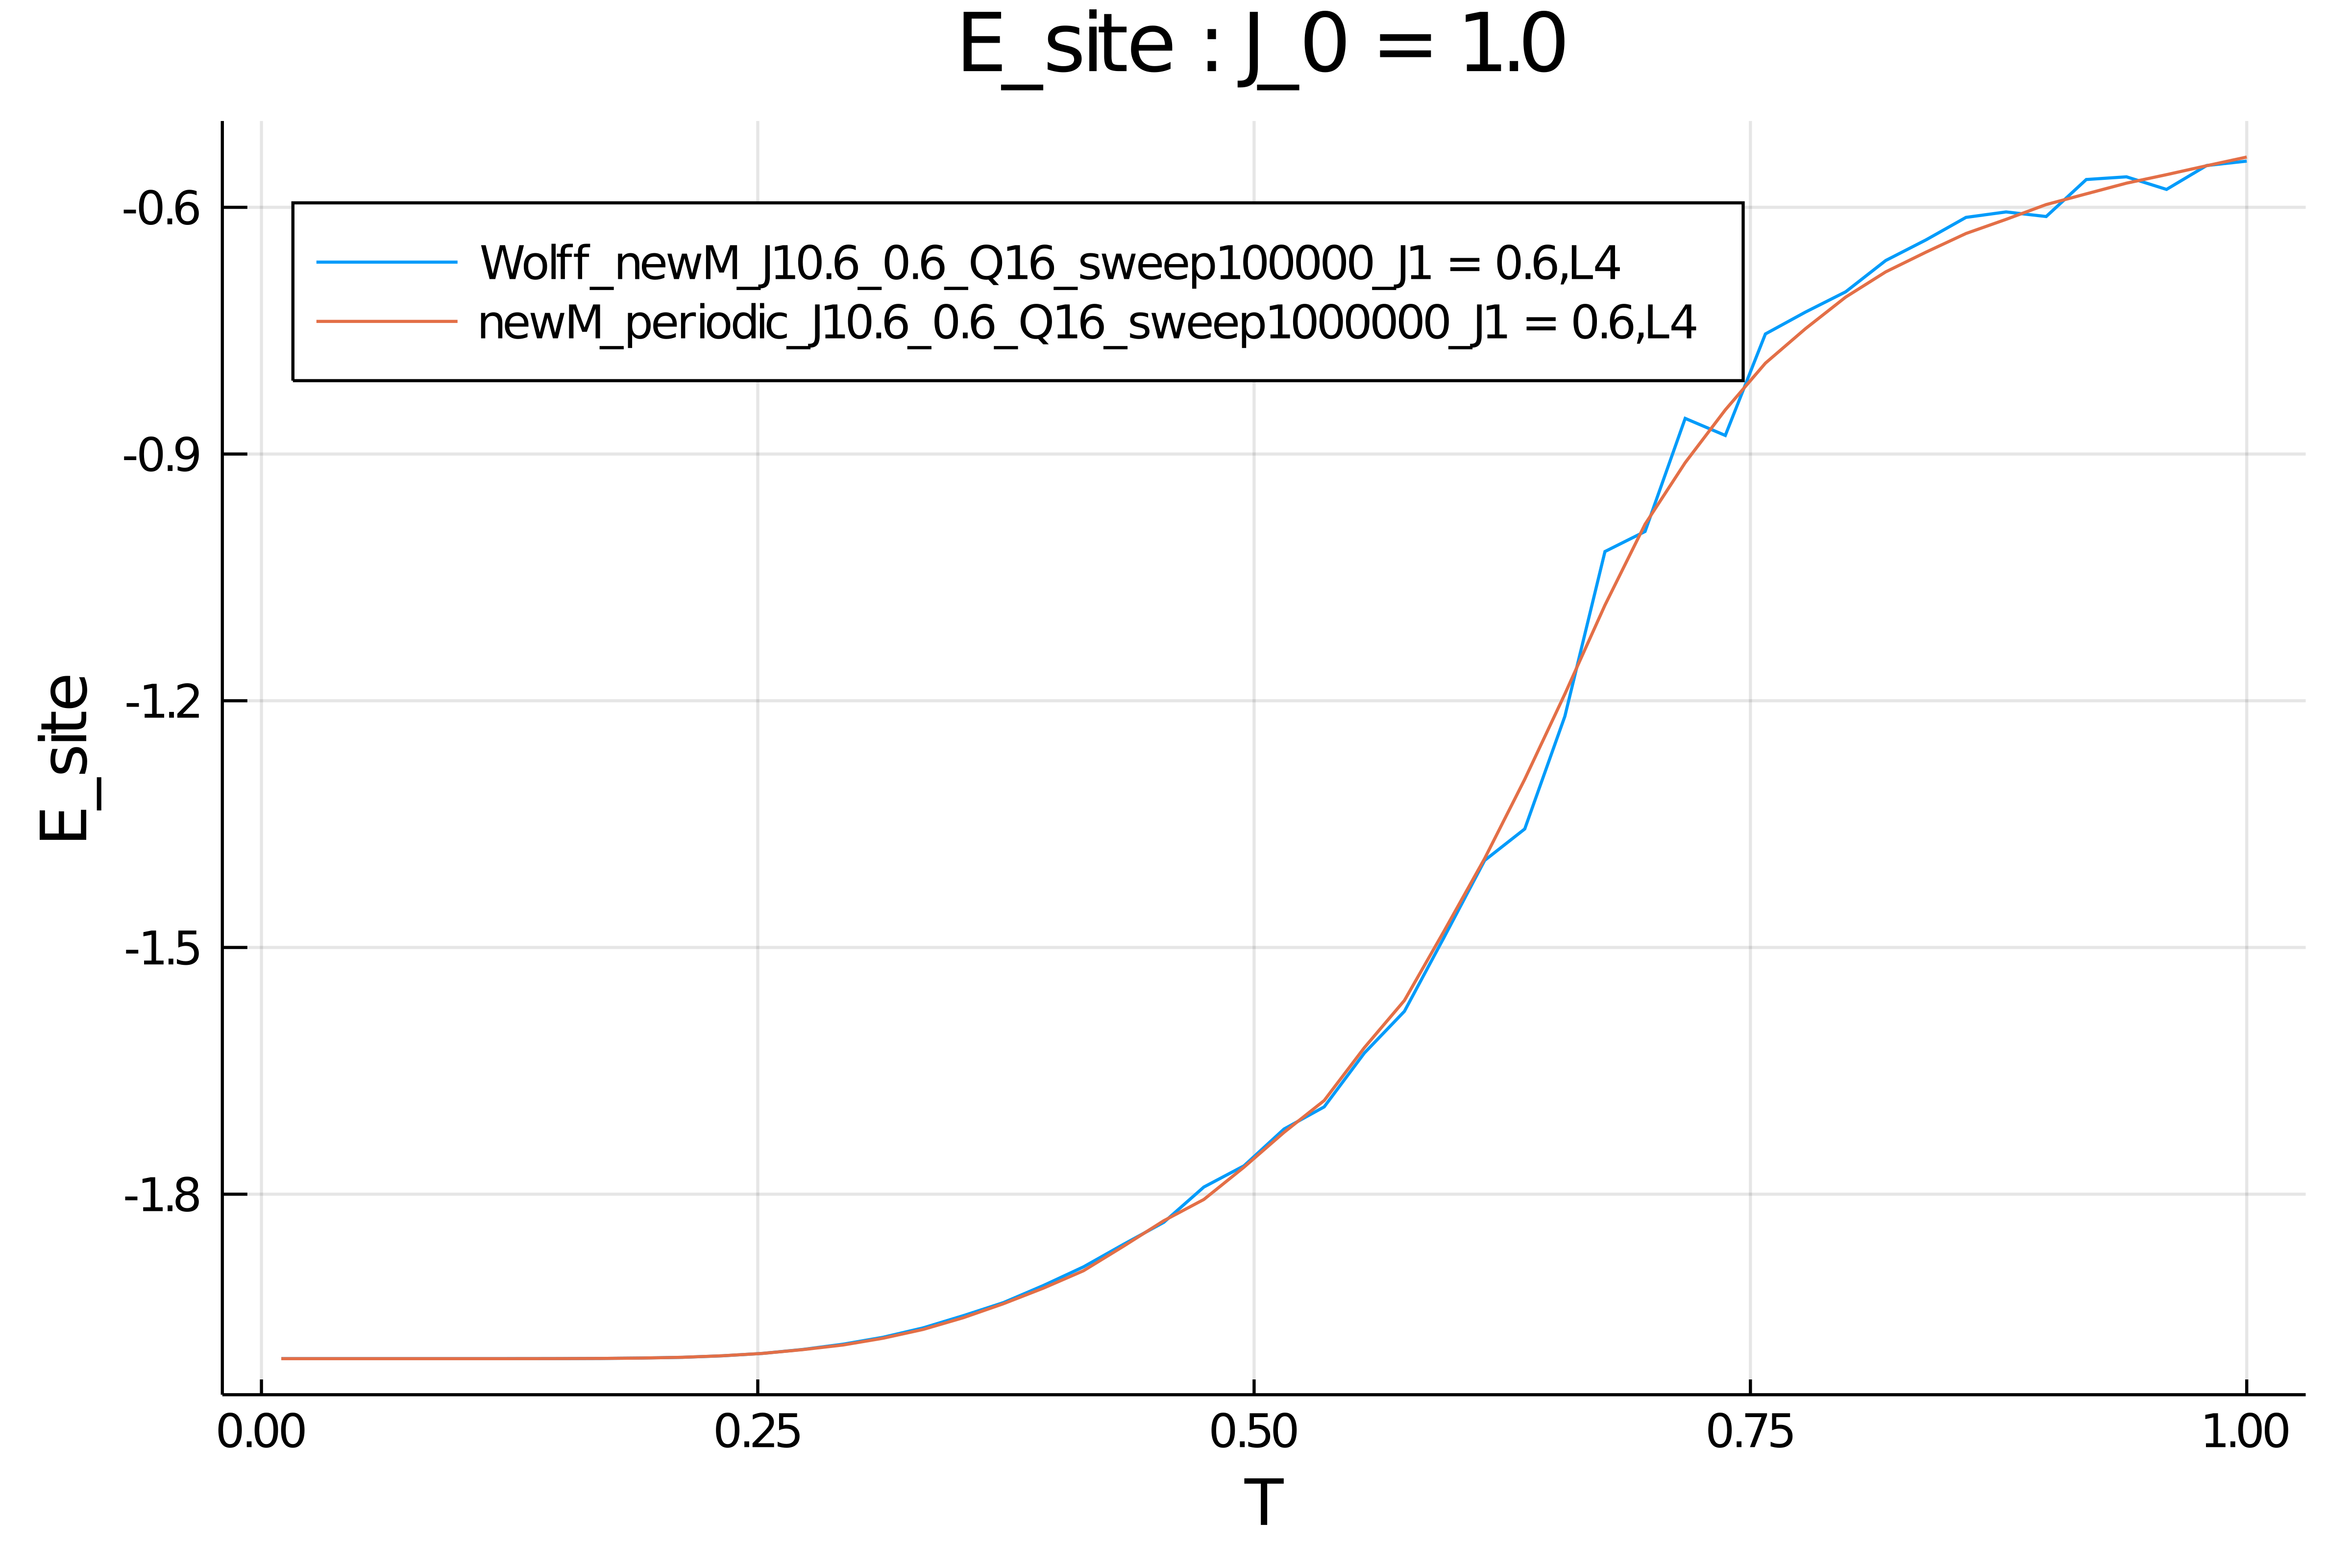 E_site : J_0 = 1.0
Wolff_newM_J10.6_0.6_Q16_sweep100000_J1 = 0.6,L4
newM_periodic_J10.6_0.6_Q16_sweep1000000_J1 = 0.6,L4
E_site
-0.6
-0.9
-1.2
-1.5
-1.8
0.00 0.25 0.50 0.75 1.00
T